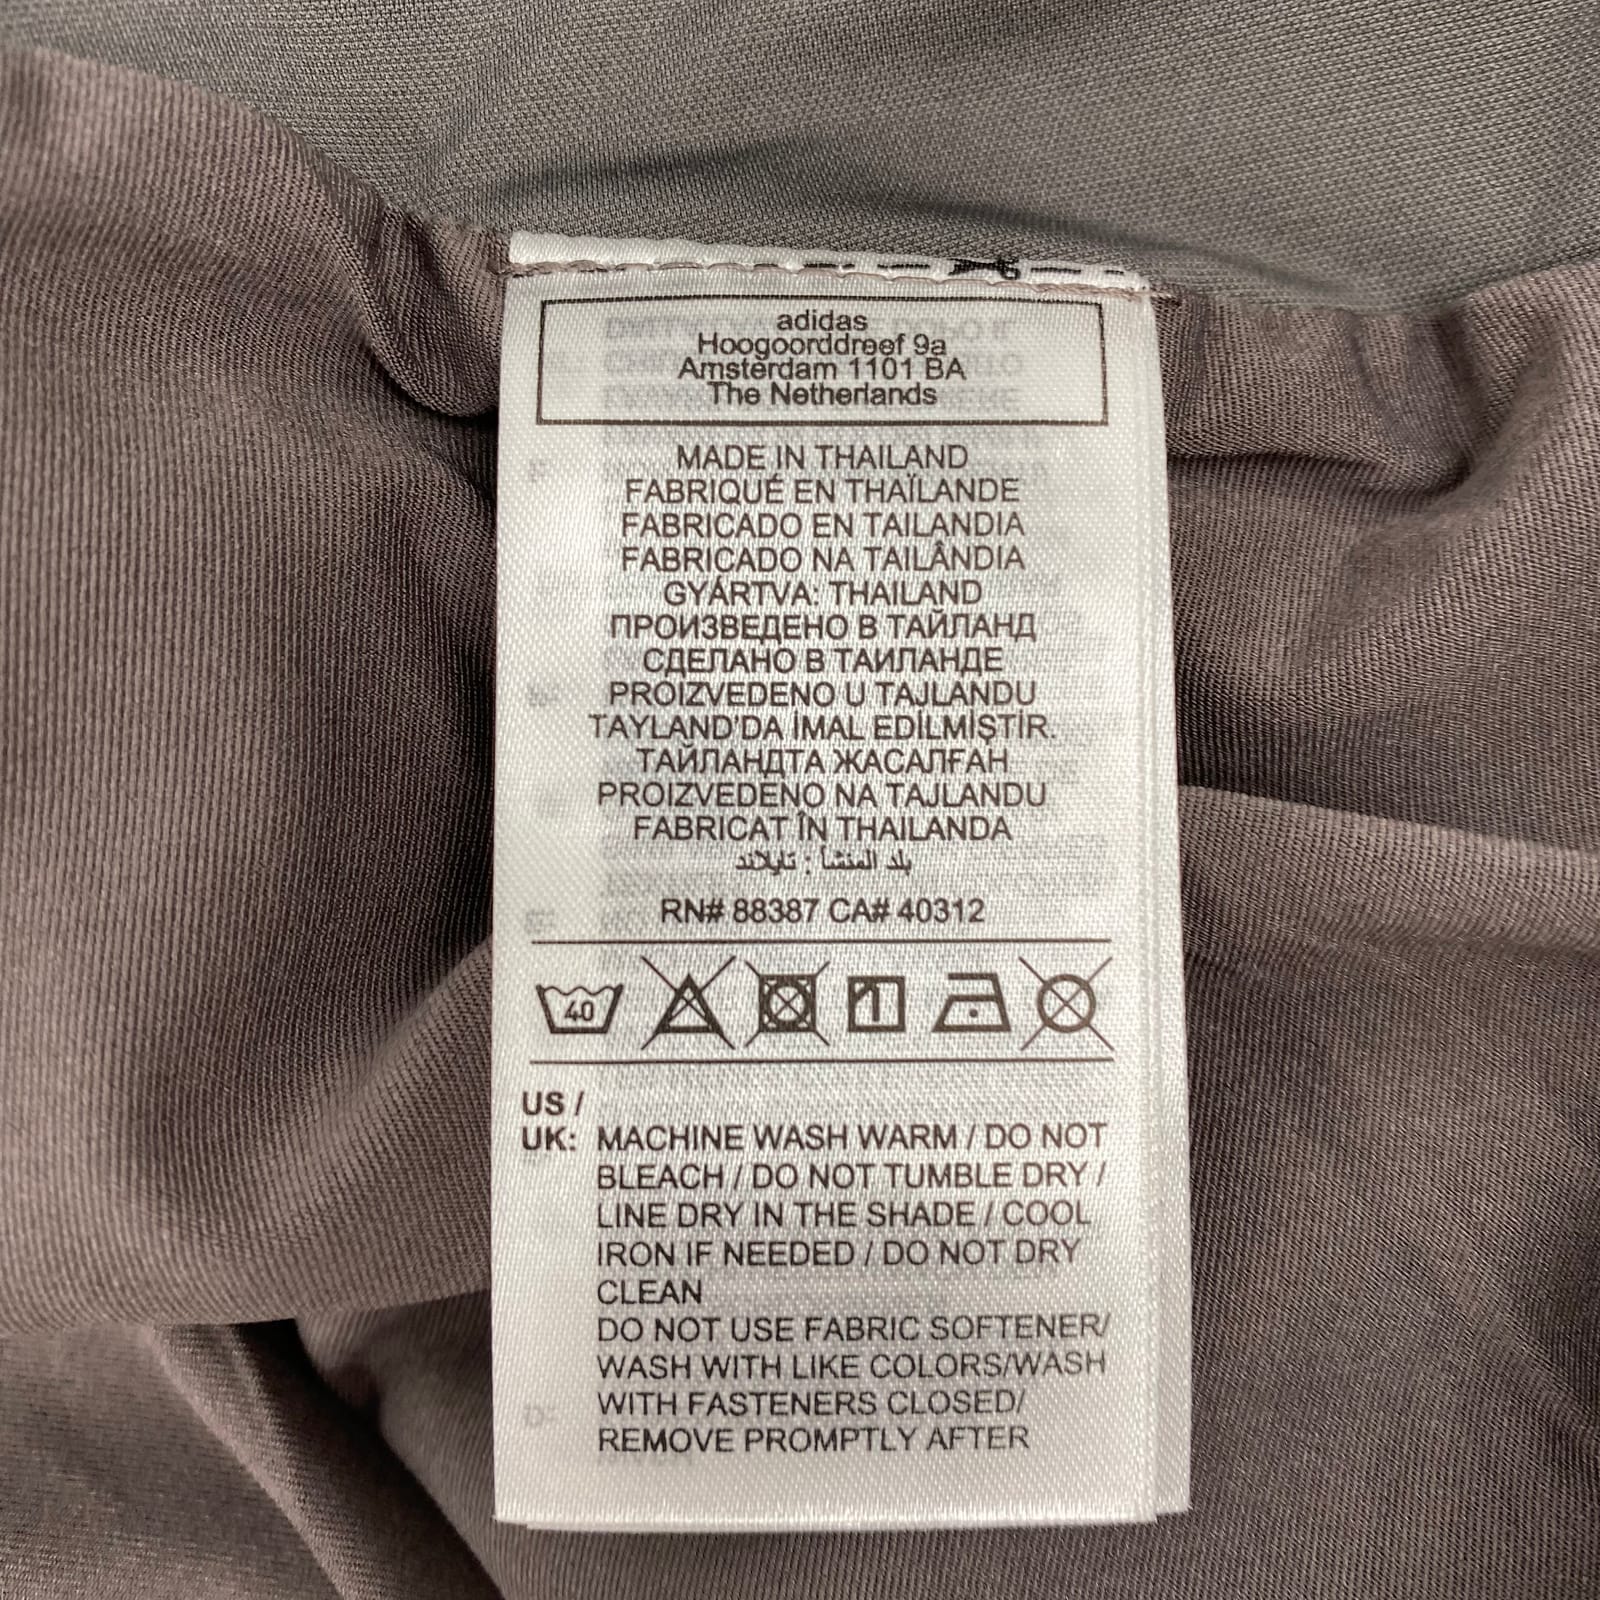 adidas
Hoogoorddreef 9a
Amsterdam 1101 BA
The Netherlands
MADE IN THAILAND
FABRIQUÉ EN THAÏLANDE
FABRICADO EN TAILANDIA
FABRICADO NA TAILÂNDIA
GYÁRTVA: THAILAND
ПРОИЗВЕДЕНО В ТАЙЛАНД
СДЕЛАНО В ТАИЛАНДЕ
PROIZVEDENO U TAJLANDU
TAYLAND'DA İMAL EDİLMİŞTİR.
ТАЙЛАНДТА ЖАСАЛҒАН
PROIZVEDENO NA TAJLANDU
FABRICAT ÎN THAILANDA
بلد المنشأ : تايلاند
RN# 88387 CA# 40312
40 1
US /
UK: MACHINE WASH WARM / DO NOT
BLEACH / DO NOT TUMBLE DRY /
LINE DRY IN THE SHADE / COOL
IRON IF NEEDED / DO NOT DRY
CLEAN
DO NOT USE FABRIC SOFTENER/
WASH WITH LIKE COLORS/WASH
WITH FASTENERS CLOSED/
REMOVE PROMPTLY AFTER